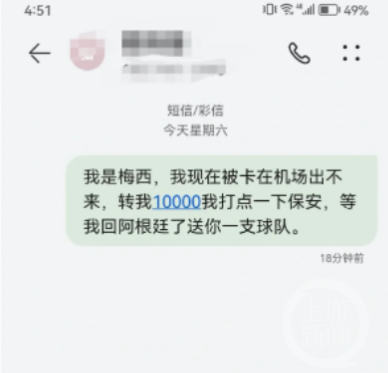 4:51
49%
短信/彩信
今天星期六
我是梅西，我现在被卡在机场出不
来，转我10000我打点一下保安，等
我回阿根廷了送你一支球队。
18分钟前